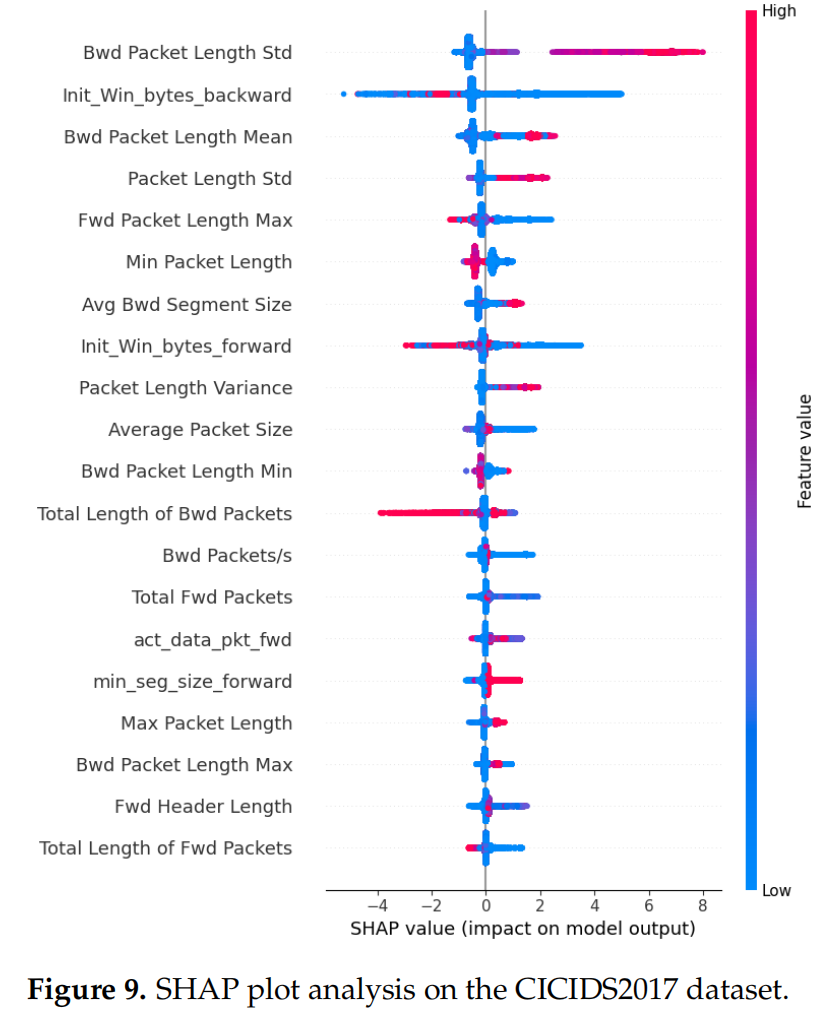 High
Bwd Packet Length Std
Init_Win_bytes_backward
Bwd Packet Length Mean
Packet Length Std
Fwd Packet Length Max
Min Packet Length
Avg Bwd Segment Size
Init_Win_bytes_forward
Packet Length Variance
Average Packet Size
Bwd Packet Length Min
Total Length of Bwd Packets
Bwd Packets/s
Total Fwd Packets
act_data_pkt_fwd
min_seg_size_forward
Max Packet Length
Bwd Packet Length Max
Fwd Header Length
Total Length of Fwd Packets
Feature value
Low
−4 −2 0 2 4 6 8
SHAP value (impact on model output)
Figure 9. SHAP plot analysis on the CICIDS2017 dataset.